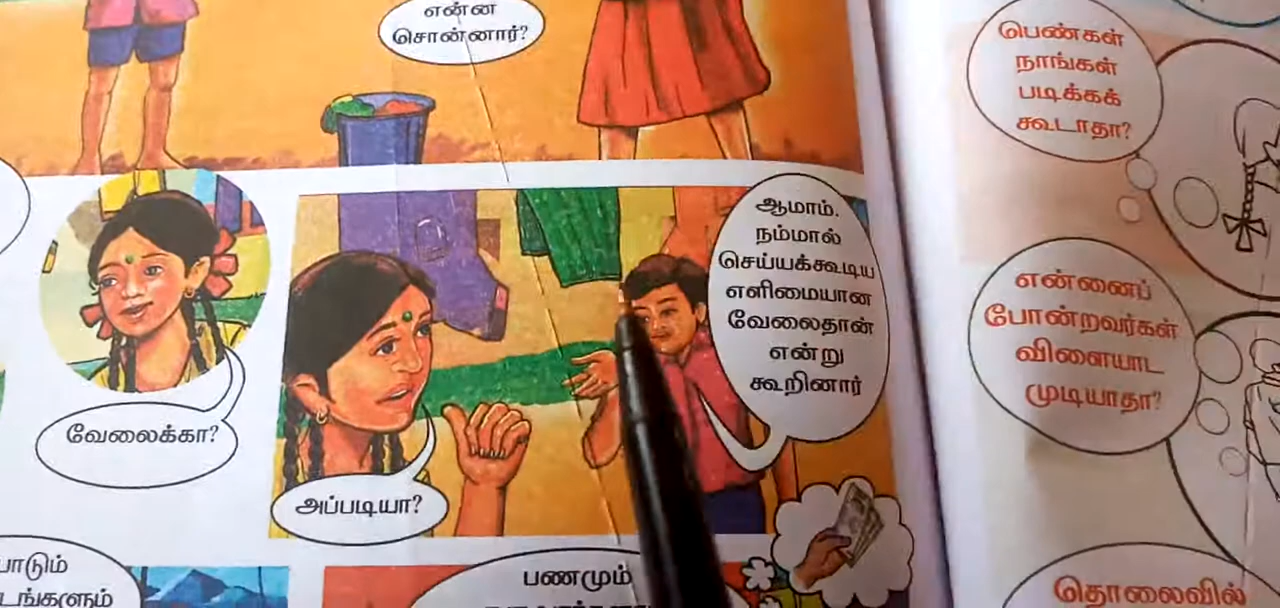 என்ன
சொன்னார்?
வேலைக்கா?
அப்படியா?
ஆமாம்.
நம்மால்
செய்யக்கூடிய
எளிமையான
வேலைதான்
என்று
கூறினார்
பணமும்
பெண்கள்
நாங்கள்
படிக்கக்
கூடாதா?
என்னைப்
போன்றவர்கள்
விளையாட
முடியாதா?
தொலைவில்